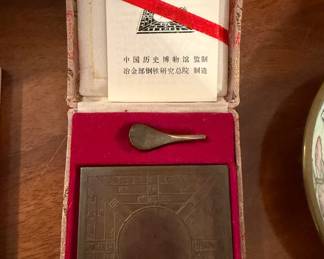 中国历史博物馆 监制
冶金部钢铁研究总院 制造